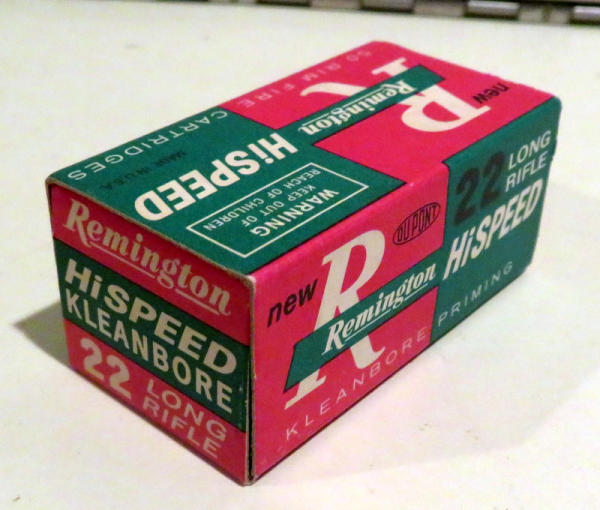 50 RIM FIRE
CARTRIDGES
new
R
Remington
MADE IN U.S.A.
HiSPEED
WARNING
KEEP OUT OF
REACH OF CHILDREN
Remington
HiSPEED
KLEANBORE
22 LONG
RIFLE
new
R
Remington
DU PONT
KLEANBORE PRIMING
22 LONG
RIFLE
HiSPEED